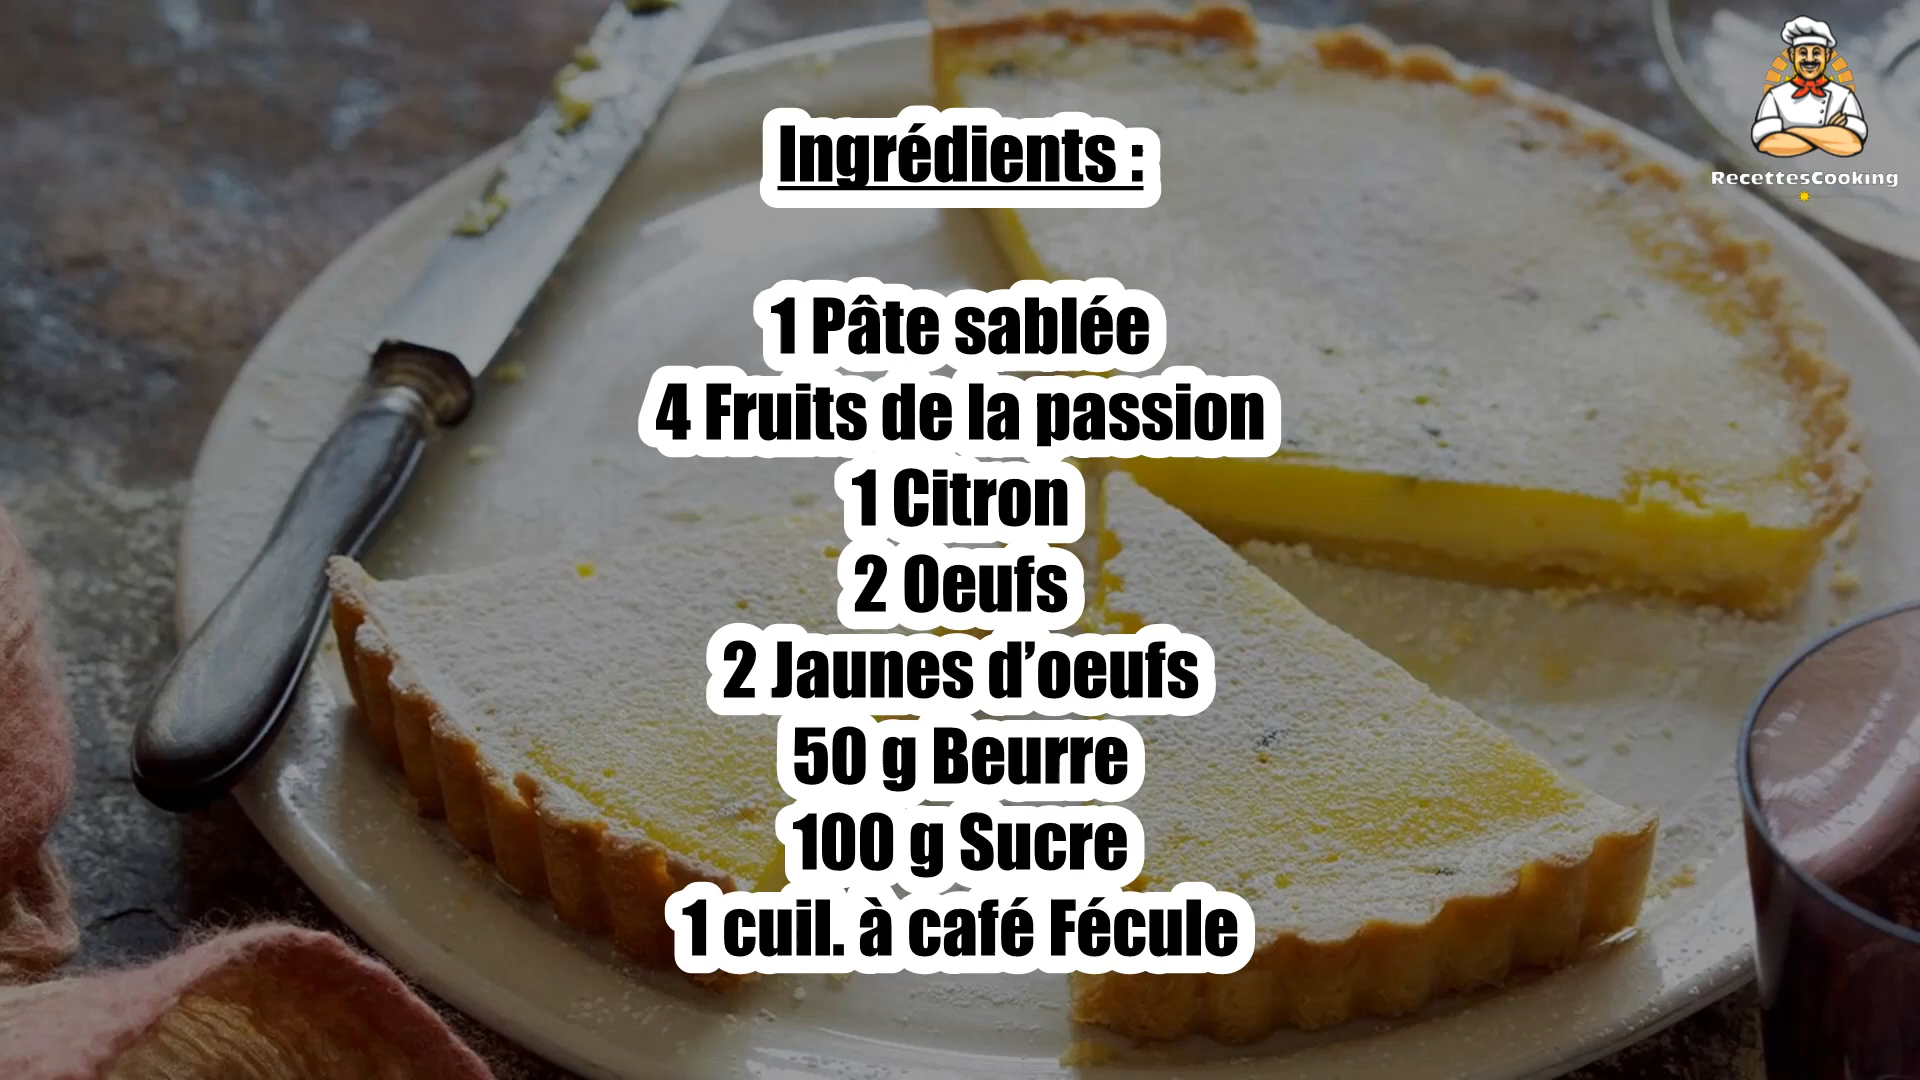 Ingrédients :
RecettesCooking
1 Pâte sablée
4 Fruits de la passion
1 Citron
2 Oeufs
2 Jaunes d’oeufs
50 g Beurre
100 g Sucre
1 cuil. à café Fécule